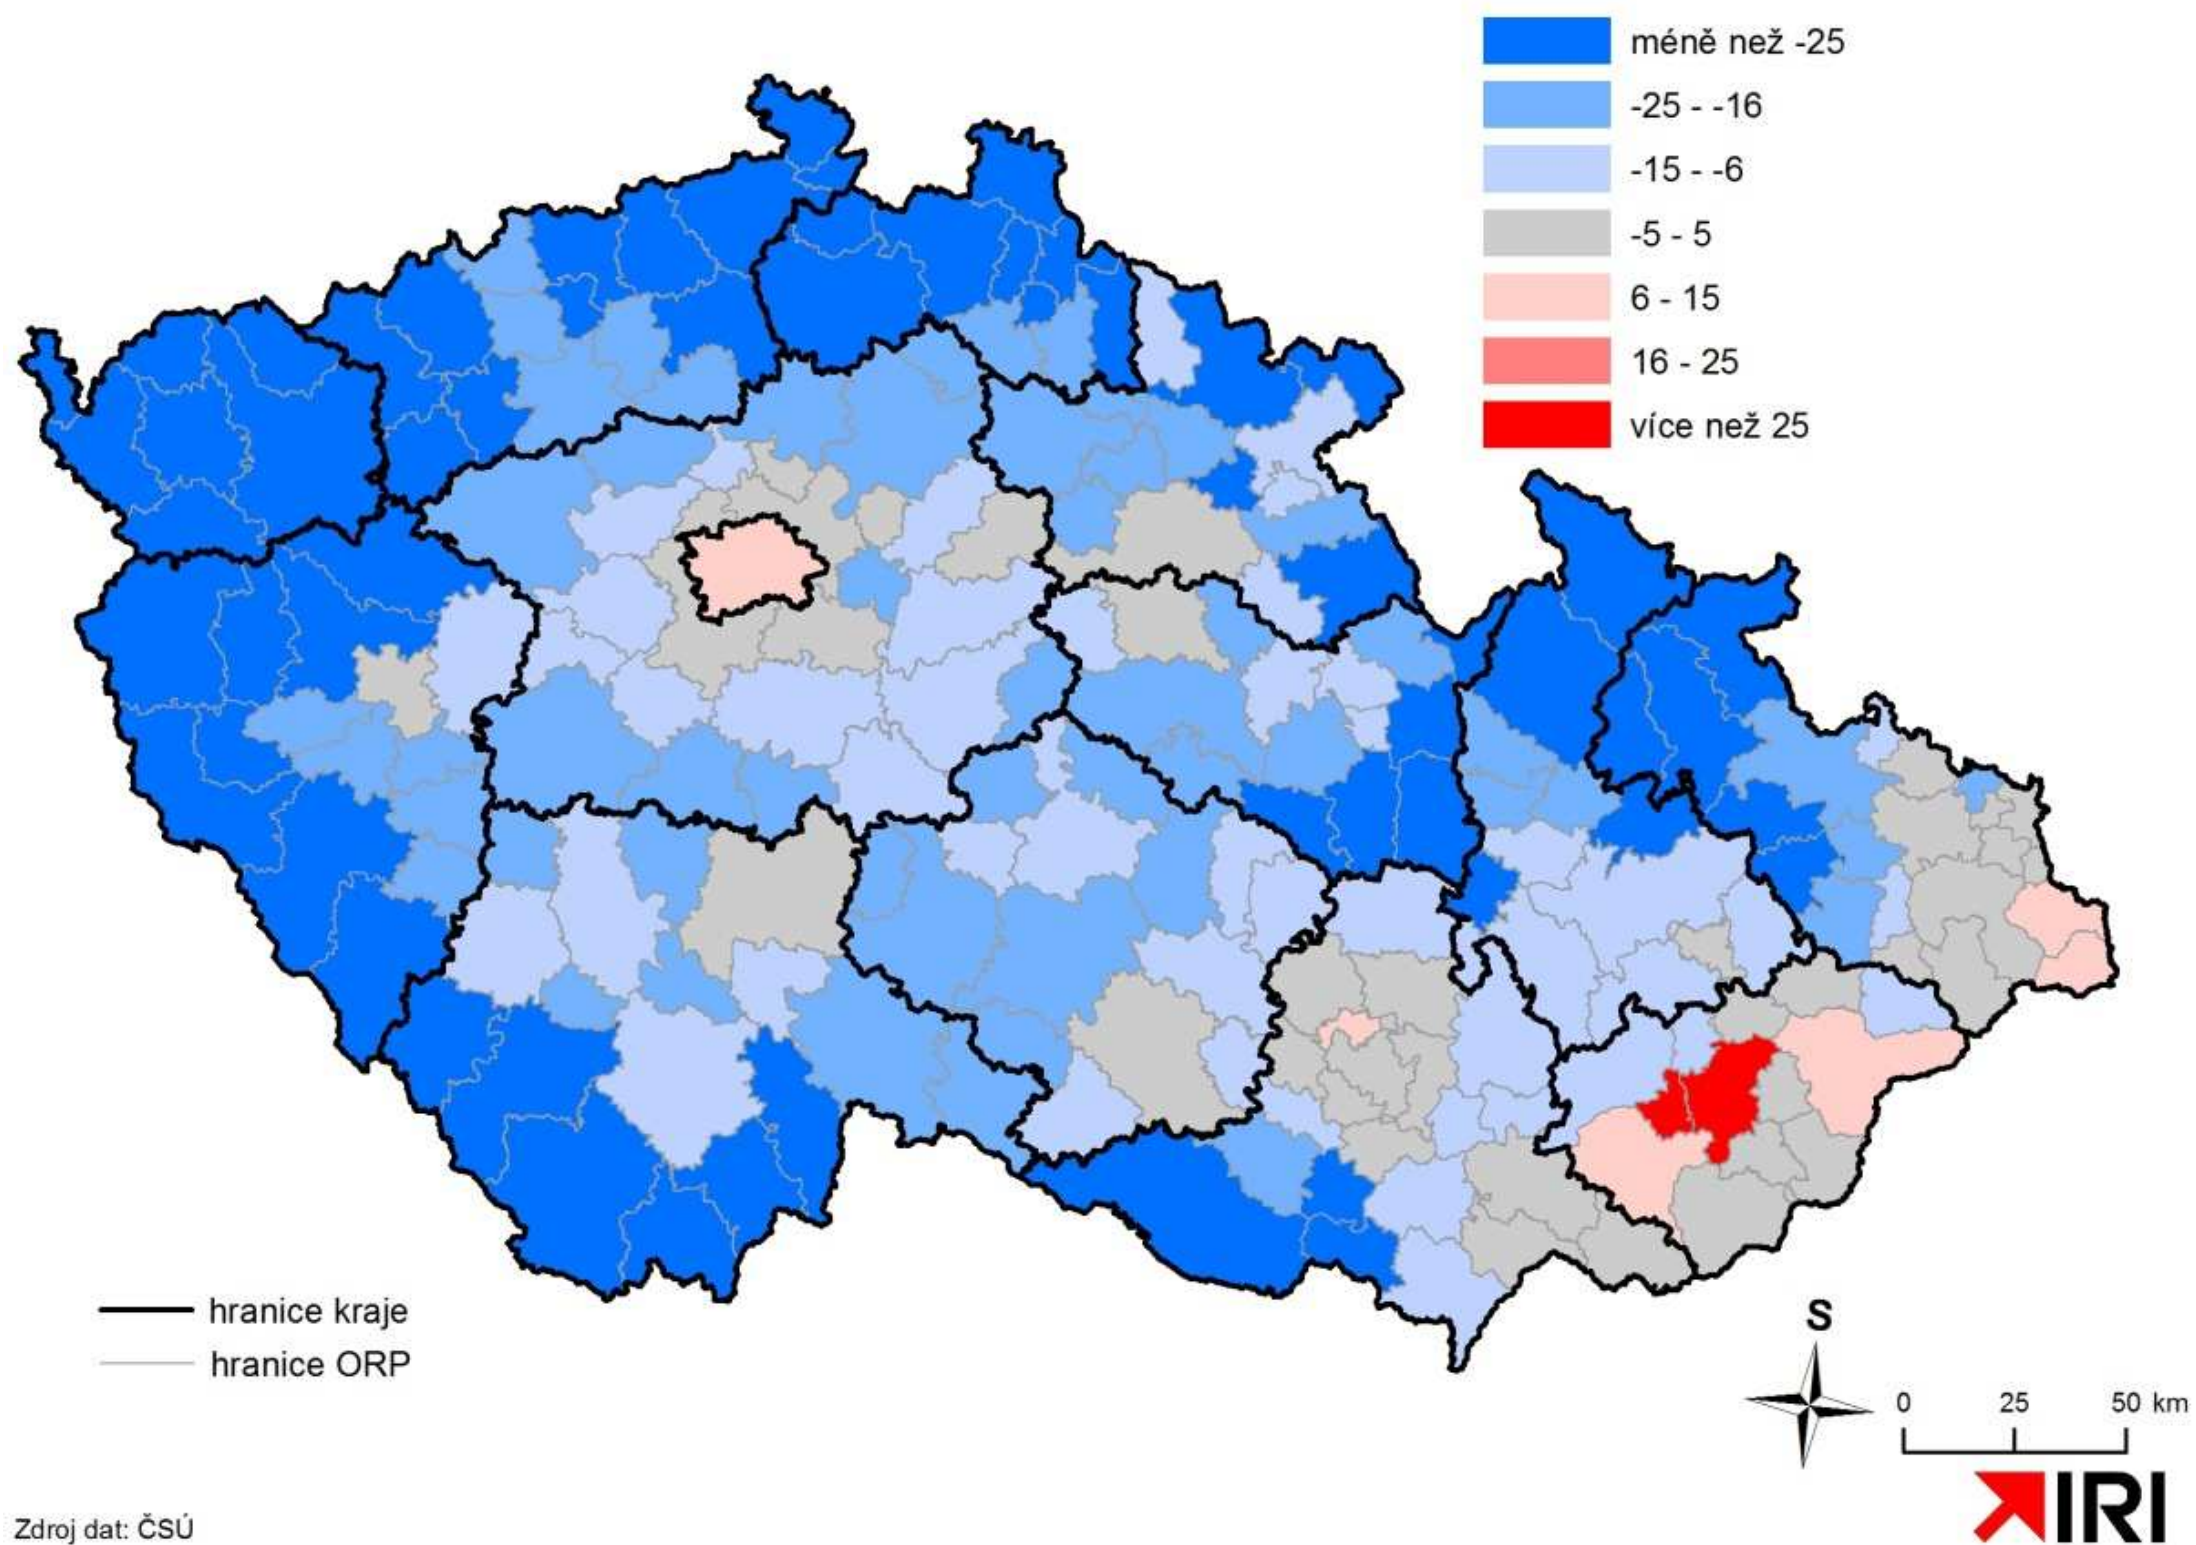 méně než -25
-25 - -16
-15 - -6
-5 - 5
6 - 15
16 - 25
více než 25
hranice kraje
hranice ORP
S
0 25 50 km
IRI
Zdroj dat: ČSÚ